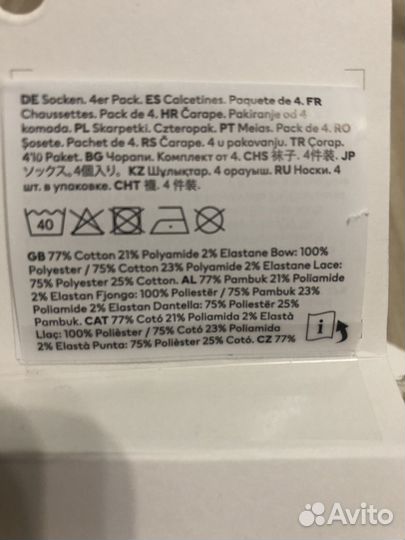 DE Socken. 4er Pack. ES Calcetines. Paquete de 4. FR
Chaussettes. Pack de 4. HR Čarape. Pakiranje od 4
komada. PL Skarpetki. Czteropak. PT Meias. Pack de 4. RO
Șosete. Pachet de 4. RS Čarape. 4 u pakovanju. TR Çorap.
4'lü Paket. BG Чорапи. Комплект от 4. CHS 袜子. 4件装. JP
ソックス。4個入り。KZ Шұлықтар. 4 орауыш. RU Носки. 4
шт. в упаковке. CHT 襪. 4 件裝.
40
GB 77% Cotton 21% Polyamide 2% Elastane Bow: 100%
Polyester / 75% Cotton 23% Polyamide 2% Elastane Lace:
75% Polyester 25% Cotton. AL 77% Pambuk 21% Poliamide
2% Elastan Fjongo: 100% Poliestër / 75% Pambuk 23%
Poliamide 2% Elastan Dantella: 75% Poliestër 25%
Pambuk. CAT 77% Cotó 21% Poliamida 2% Elastà
Llaç: 100% Polièster / 75% Cotó 23% Poliamida
2% Elastà Punta: 75% Polièster 25% Cotó. CZ 77%
i
Avito